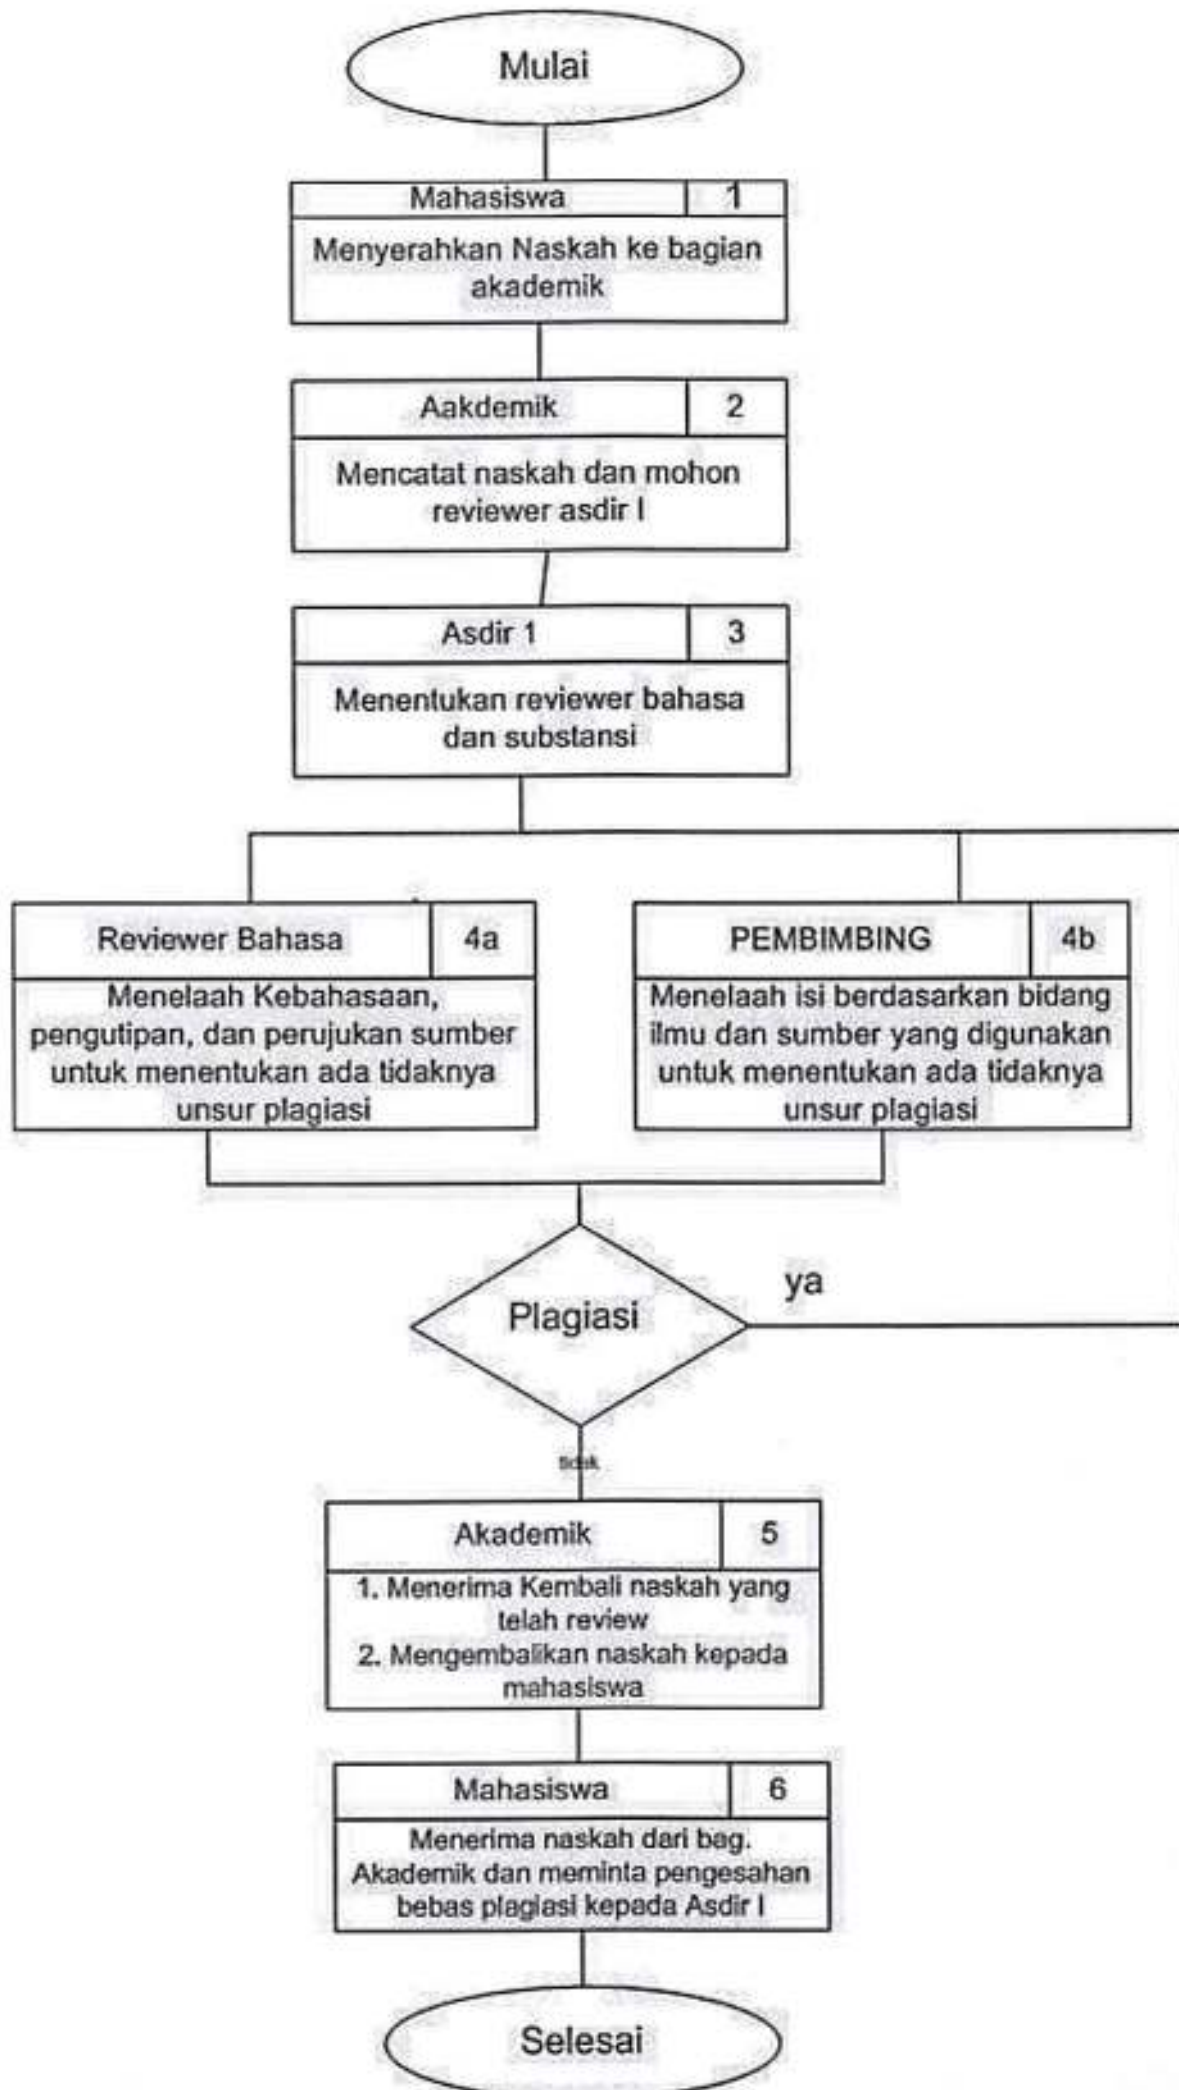 Mulai
Mahasiswa 1
Menyerahkan Naskah ke bagian
akademik
Aakdemik 2
Mencatat naskah dan mohon
reviewer asdir I
Asdir 1 3
Menentukan reviewer bahasa
dan substansi
Reviewer Bahasa 4a
Menelaah Kebahasaan,
pengutipan, dan perujukan sumber
untuk menentukan ada tidaknya
unsur plagiasi
PEMBIMBING 4b
Menelaah isi berdasarkan bidang
ilmu dan sumber yang digunakan
untuk menentukan ada tidaknya
unsur plagiasi
Plagiasi
ya
tidak
Akademik 5
1. Menerima Kembali naskah yang
telah review
2. Mengembalikan naskah kepada
mahasiswa
Mahasiswa 6
Menerima naskah dari bag.
Akademik dan meminta pengesahan
bebas plagiasi kepada Asdir I
Selesai